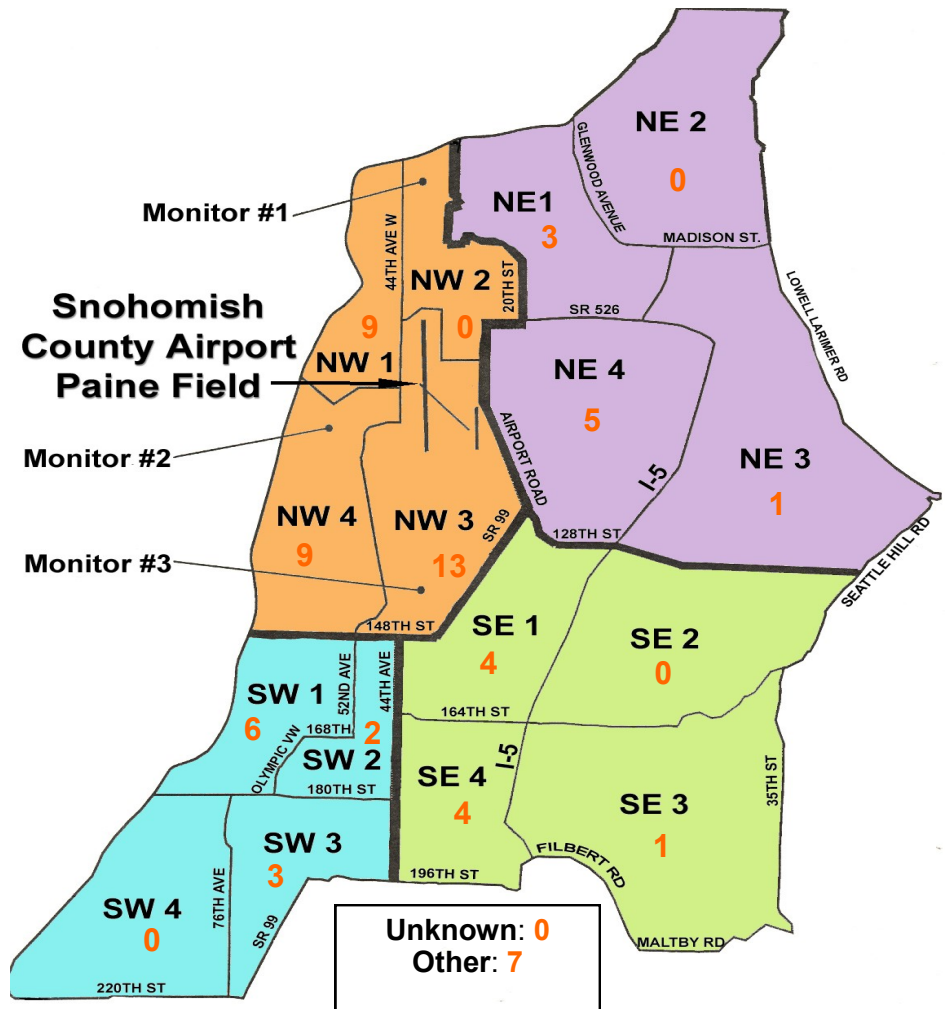 NE 2
0
GLENWOOD AVENUE
MADISON ST.
NE1
3
Monitor #1
44TH AVE W
NW 2
0
20TH ST
SR 526
LOWELL LARIMER RD
Snohomish
County Airport
Paine Field
9
NW 1
NE 4
5
AIRPORT ROAD
I-5
NE 3
1
Monitor #2
NW 4
9
NW 3
13
SR 99
128TH ST
SEATTLE HILL RD
Monitor #3
148TH ST
SE 1
4
SE 2
0
SW 1
6
52ND AVE
44TH AVE
168TH
2
OLYMPIC VW
SW 2
180TH ST
164TH ST
I-5
SE 4
4
SE 3
1
35TH ST
SW 3
3
76TH AVE
SR 99
196TH ST
FILBERT RD
MALTBY RD
SW 4
0
220TH ST
Unknown: 0
Other: 7